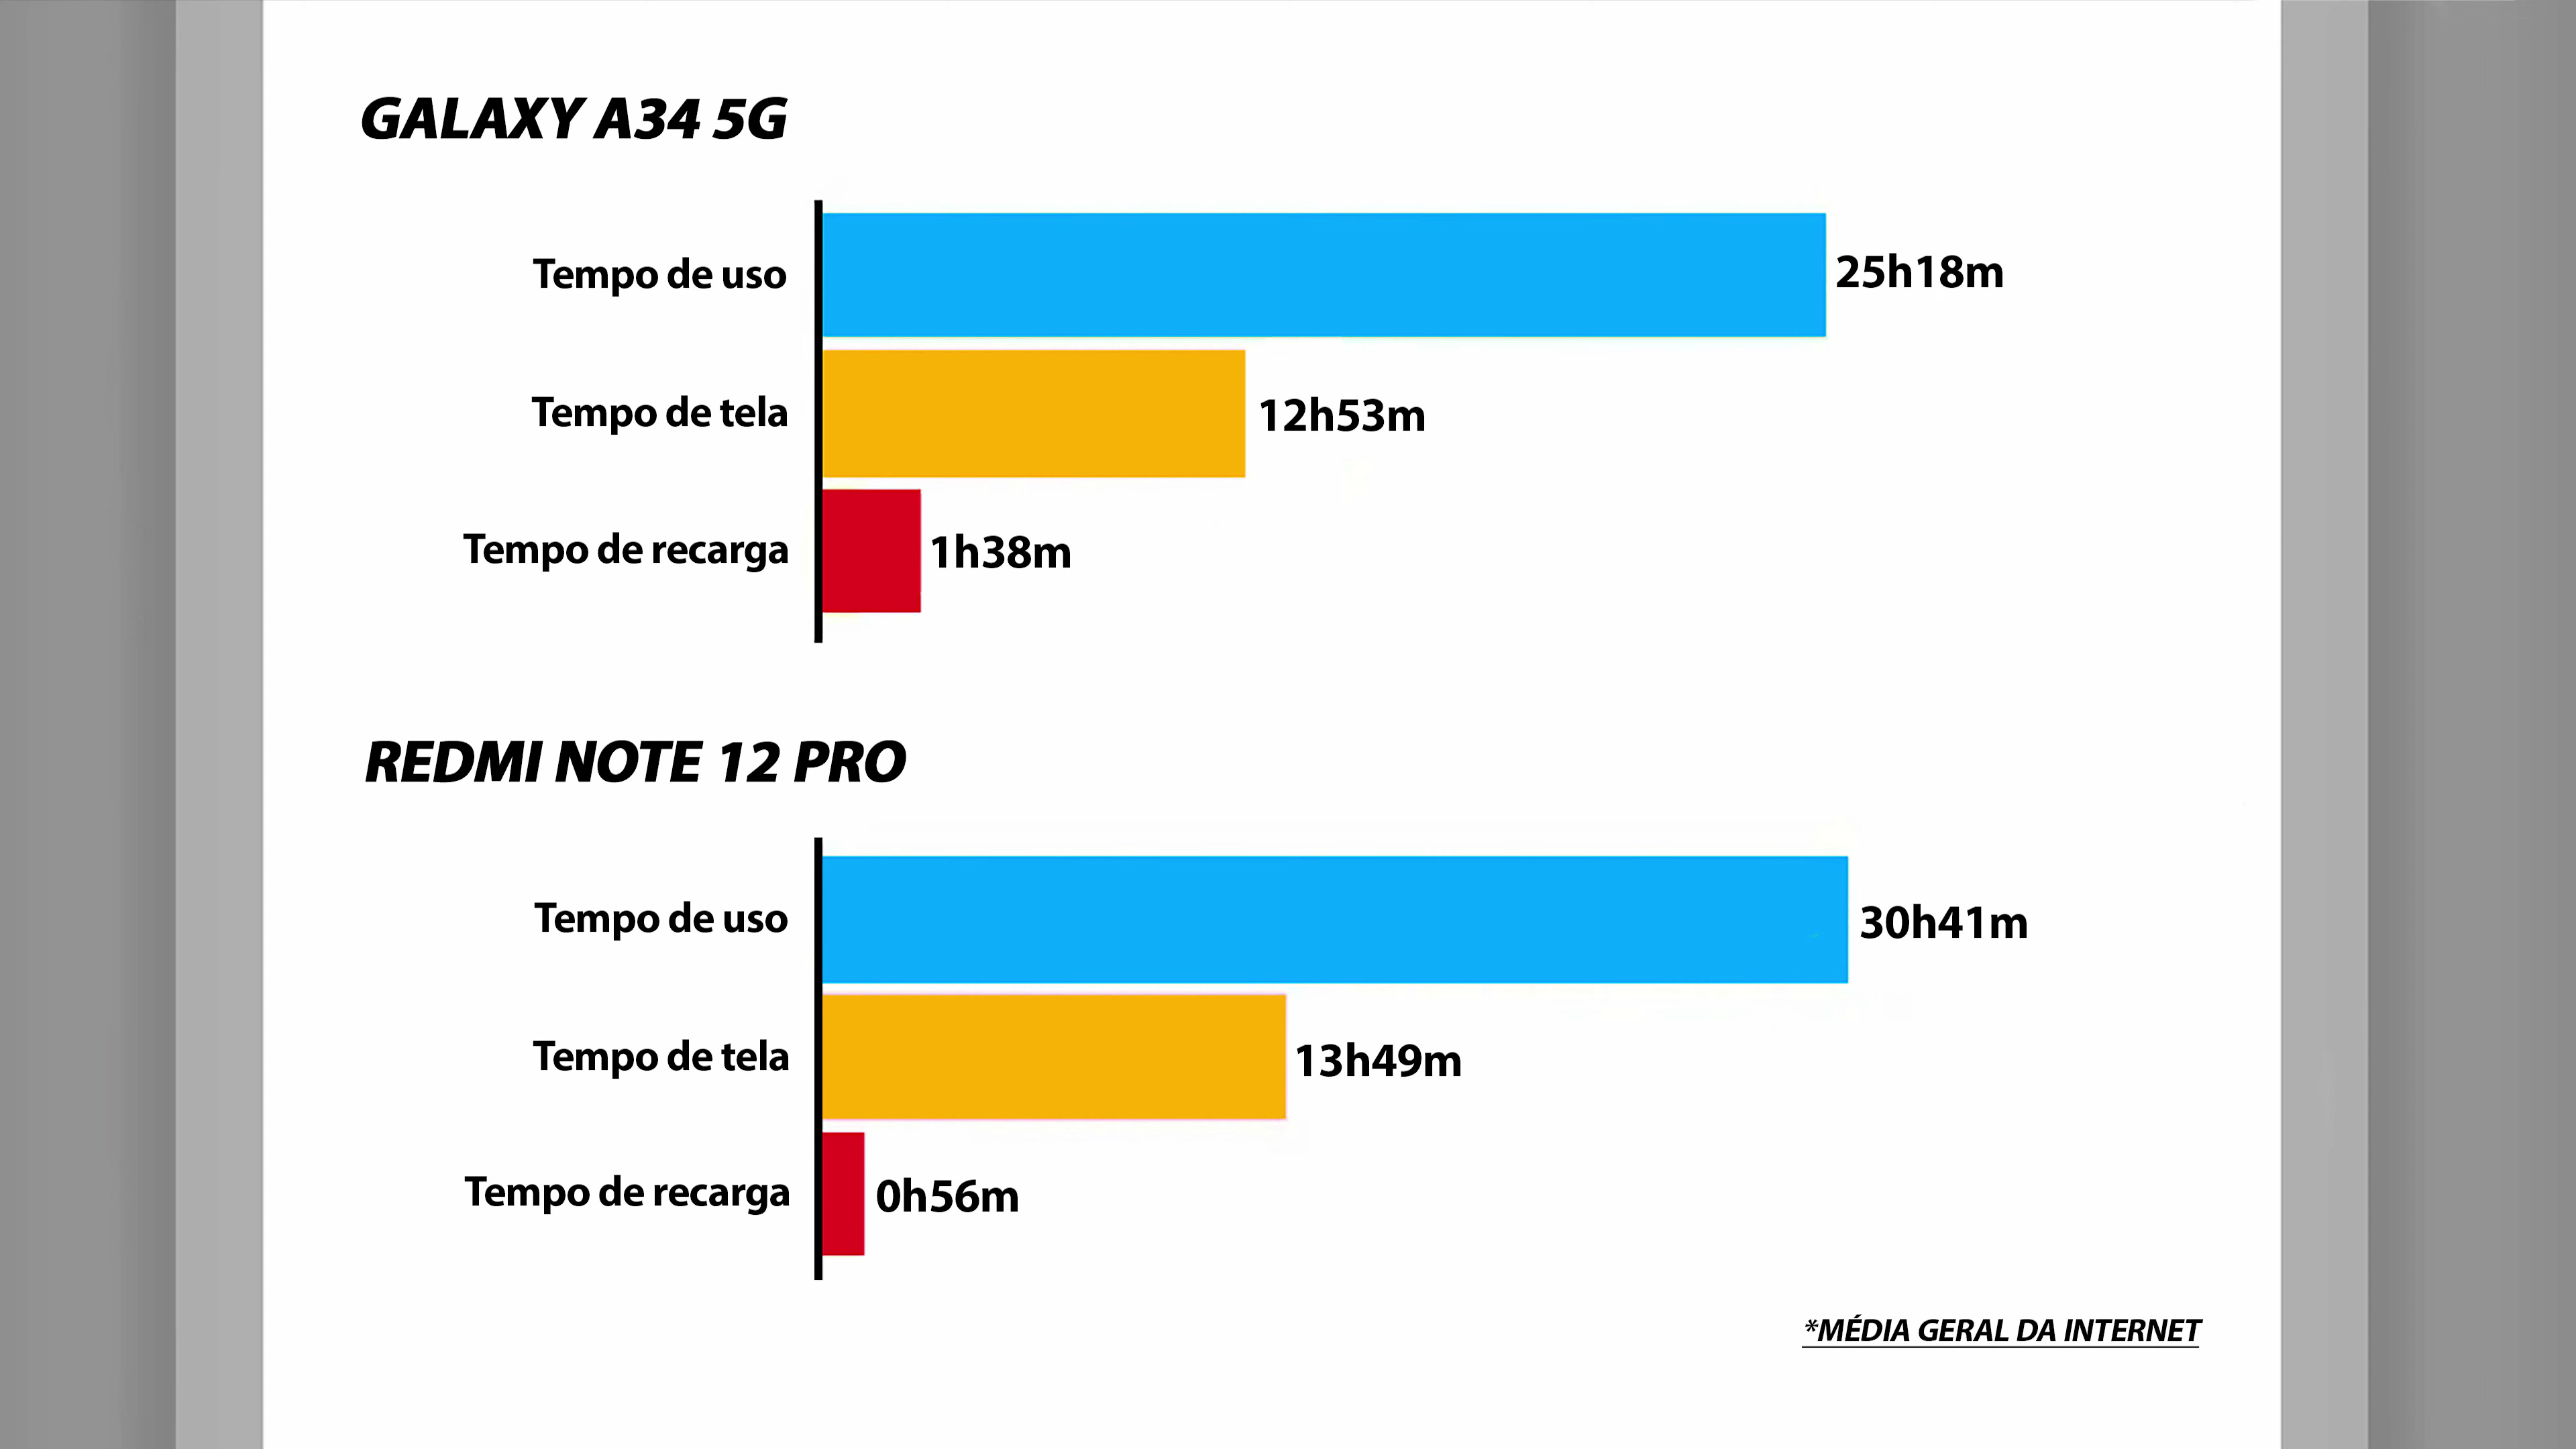 GALAXY A34 5G
Tempo de uso 25h18m
Tempo de tela 12h53m
Tempo de recarga 1h38m
REDMI NOTE 12 PRO
Tempo de uso 30h41m
Tempo de tela 13h49m
Tempo de recarga 0h56m
*MÉDIA GERAL DA INTERNET